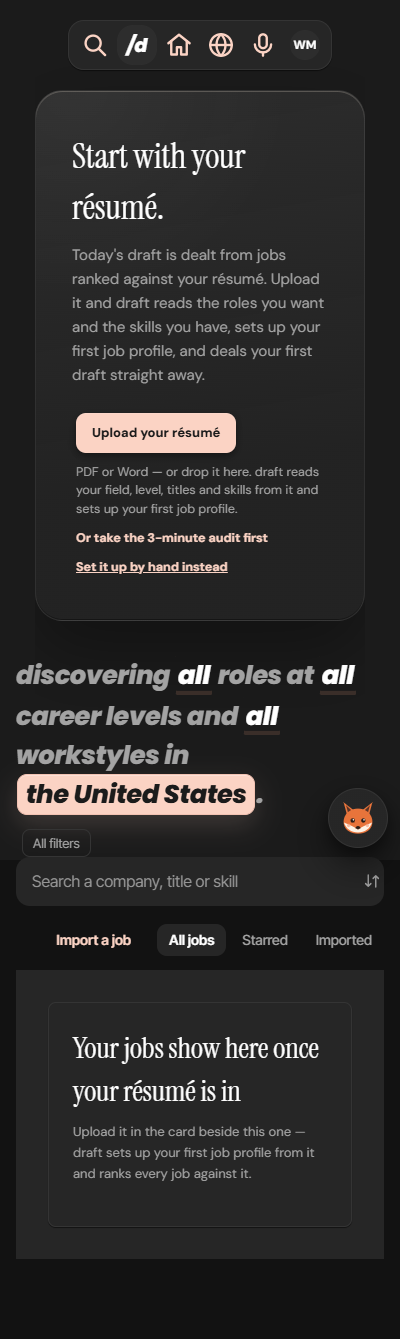 /d
WM
Start with your
résumé.
Today's draft is dealt from jobs
ranked against your résumé. Upload
it and draft reads the roles you want
and the skills you have, sets up your
first job profile, and deals your first
draft straight away.
Upload your résumé
PDF or Word — or drop it here. draft reads
your field, level, titles and skills from it and
sets up your first job profile.
Or take the 3-minute audit first
Set it up by hand instead
discovering all roles at all
career levels and all
workstyles in
the United States.
All filters
Search a company, title or skill
Import a job
All jobs
Starred
Imported
Your jobs show here once
your résumé is in
Upload it in the card beside this one —
draft sets up your first job profile from it
and ranks every job against it.